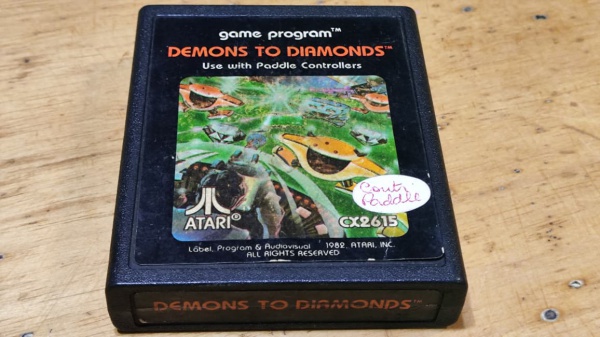 game program™
DEMONS TO DIAMONDS™
Use with Paddle Controllers
Contr
Paddle
ATARI®
CX2615
Label, Program & Audiovisual 1982 ATARI, INC.
ALL RIGHTS RESERVED
DEMONS TO DIAMONDS™